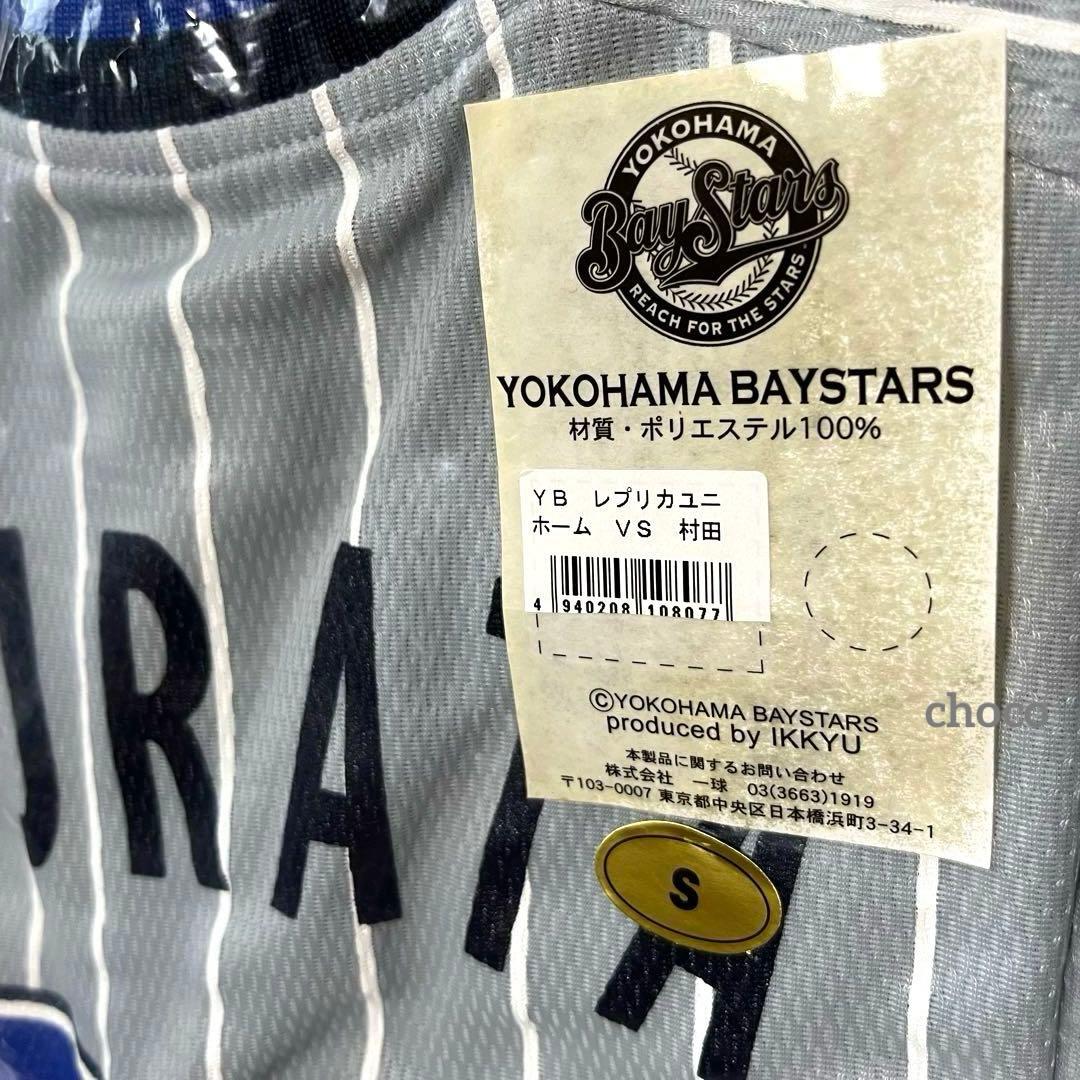 YOKOHAMA
BayStars
REACH FOR THE STARS.
YOKOHAMA BAYSTARS
材質・ポリエステル100%
ＹＢ　レプリカユニ
ホーム　ＶＳ　村田
4 940208 108077
©YOKOHAMA BAYSTARS
produced by IKKYU
本製品に関するお問い合わせ
株式会社　一球　03(3663)1919
〒103-0007 東京都中央区日本橋浜町3-34-1
choco
S
URATA